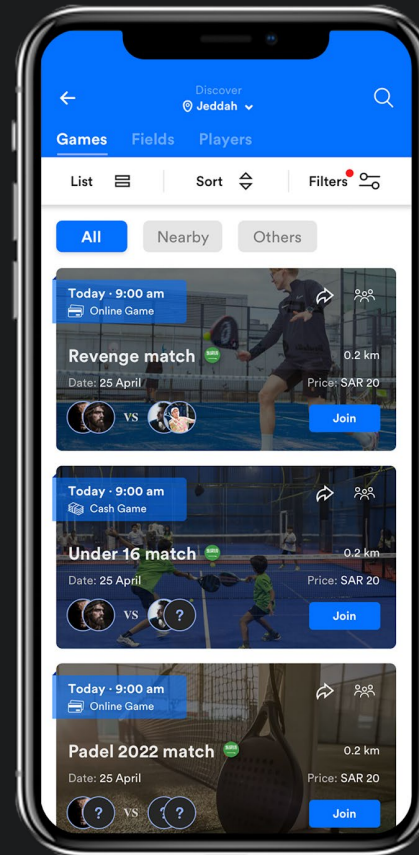 Discover
Jeddah
Games Fields Players
List Sort Filters
All Nearby Others
Today · 9:00 am
Online Game
Revenge match 0.2 km
Date: 25 April Price: SAR 20
VS Join
Today · 9:00 am
Cash Game
Under 16 match 0.2 km
Date: 25 April Price: SAR 20
VS ? Join
Today · 9:00 am
Online Game
Padel 2022 match 0.2 km
Date: 25 April Price: SAR 20
? VS ? ? Join